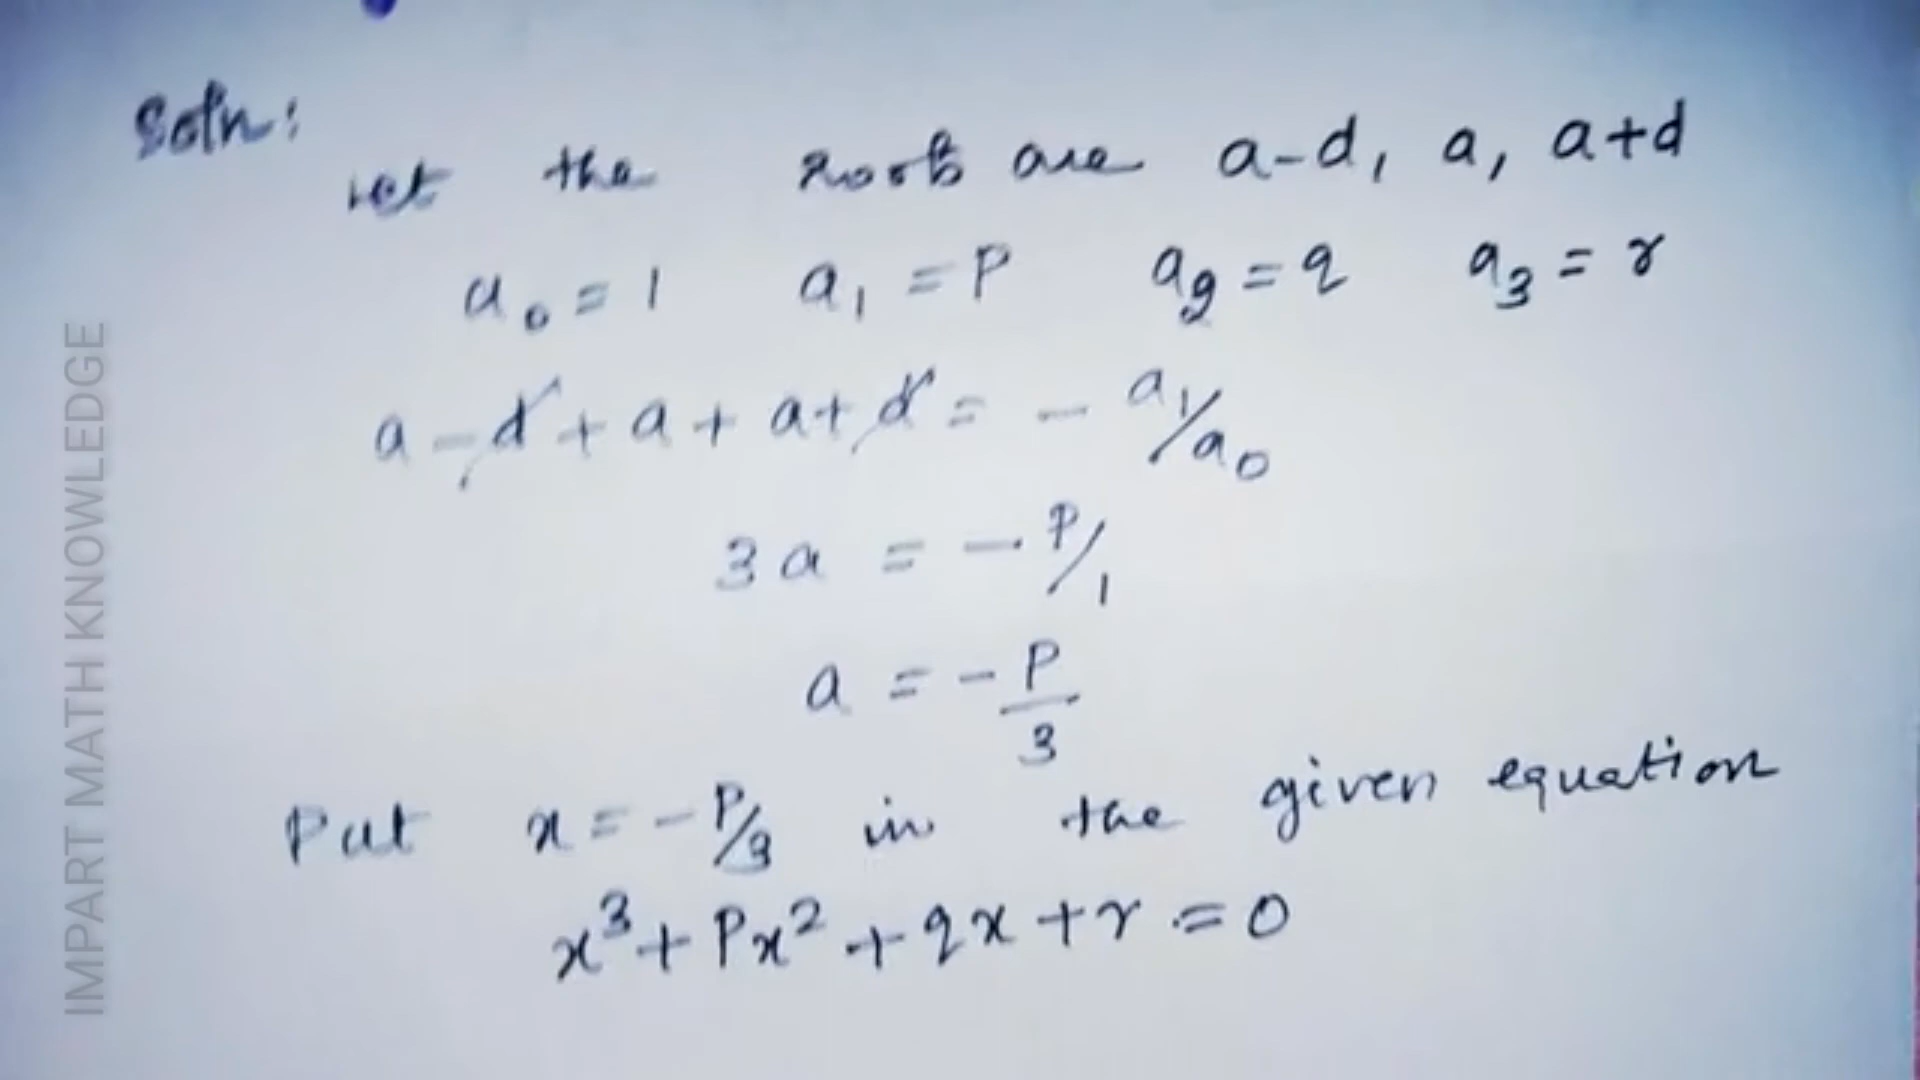 Soln:
Let the roots are a-d, a, a+d
a₀ = 1 a₁ = P a₂ = q a₃ = r
a - d + a + a + d = - a₁/a₀
3a = - P/1
a = - P/3
Put x = - P/3 in the given equation
x³ + Px² + qx + r = 0
IMPART MATH KNOWLEDGE